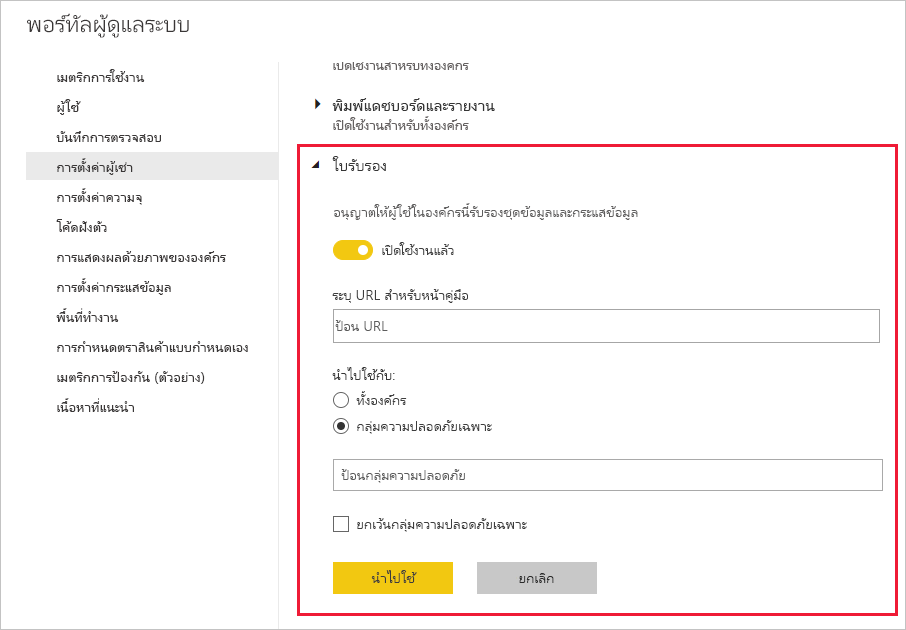 พอร์ทัลผู้ดูแลระบบ
เมตริกการใช้งาน
ผู้ใช้
บันทึกการตรวจสอบ
การตั้งค่าผู้เช่า
การตั้งค่าความจุ
โค้ดฝังตัว
การแสดงผลด้วยภาพขององค์กร
การตั้งค่ากระแสข้อมูล
พื้นที่ทำงาน
การกำหนดตราสินค้าแบบกำหนดเอง
เมตริกการป้องกัน (ตัวอย่าง)
เนื้อหาที่แนะนำ
เปิดใช้งานสำหรับทั้งองค์กร
พิมพ์แดชบอร์ดและรายงาน
เปิดใช้งานสำหรับทั้งองค์กร
ใบรับรอง
อนุญาตให้ผู้ใช้ในองค์กรนี้รับรองชุดข้อมูลและกระแสข้อมูล
เปิดใช้งานแล้ว
ระบุ URL สำหรับหน้าคู่มือ
ป้อน URL
นำไปใช้กับ:
ทั้งองค์กร
กลุ่มความปลอดภัยเฉพาะ
ป้อนกลุ่มความปลอดภัย
ยกเว้นกลุ่มความปลอดภัยเฉพาะ
นำไปใช้
ยกเลิก